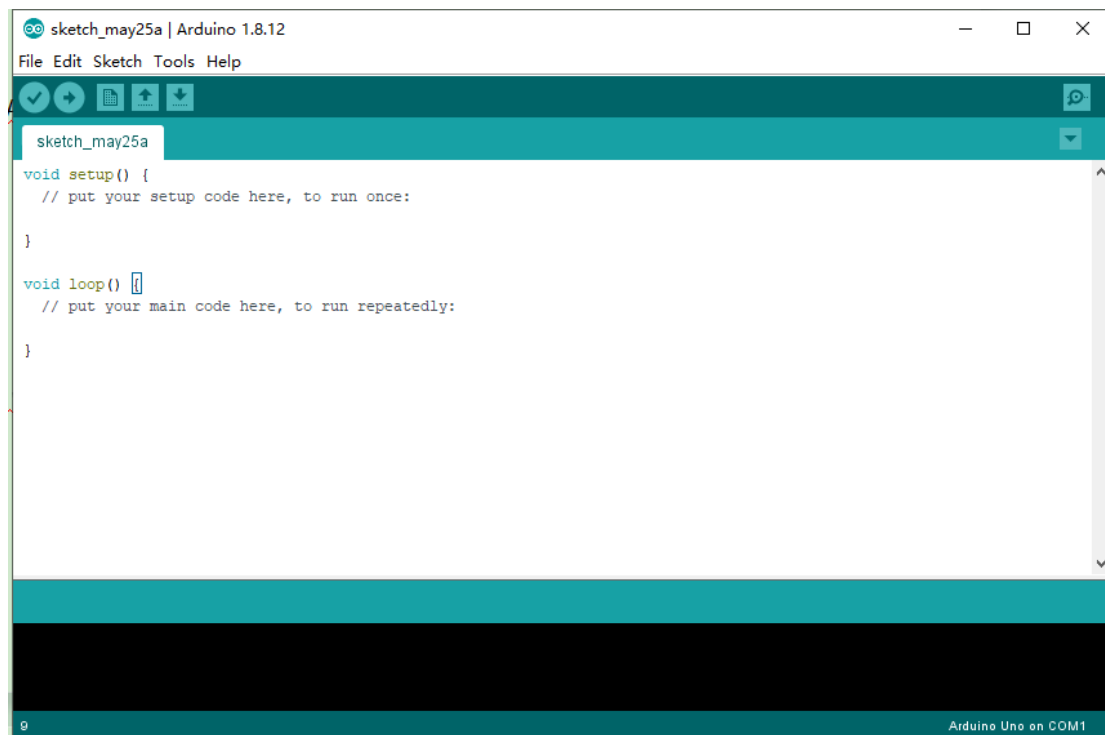 sketch_may25a | Arduino 1.8.12
File Edit Sketch Tools Help
sketch_may25a
void setup() {
  // put your setup code here, to run once:
}
void loop() {
  // put your main code here, to run repeatedly:
}
9
Arduino Uno on COM1